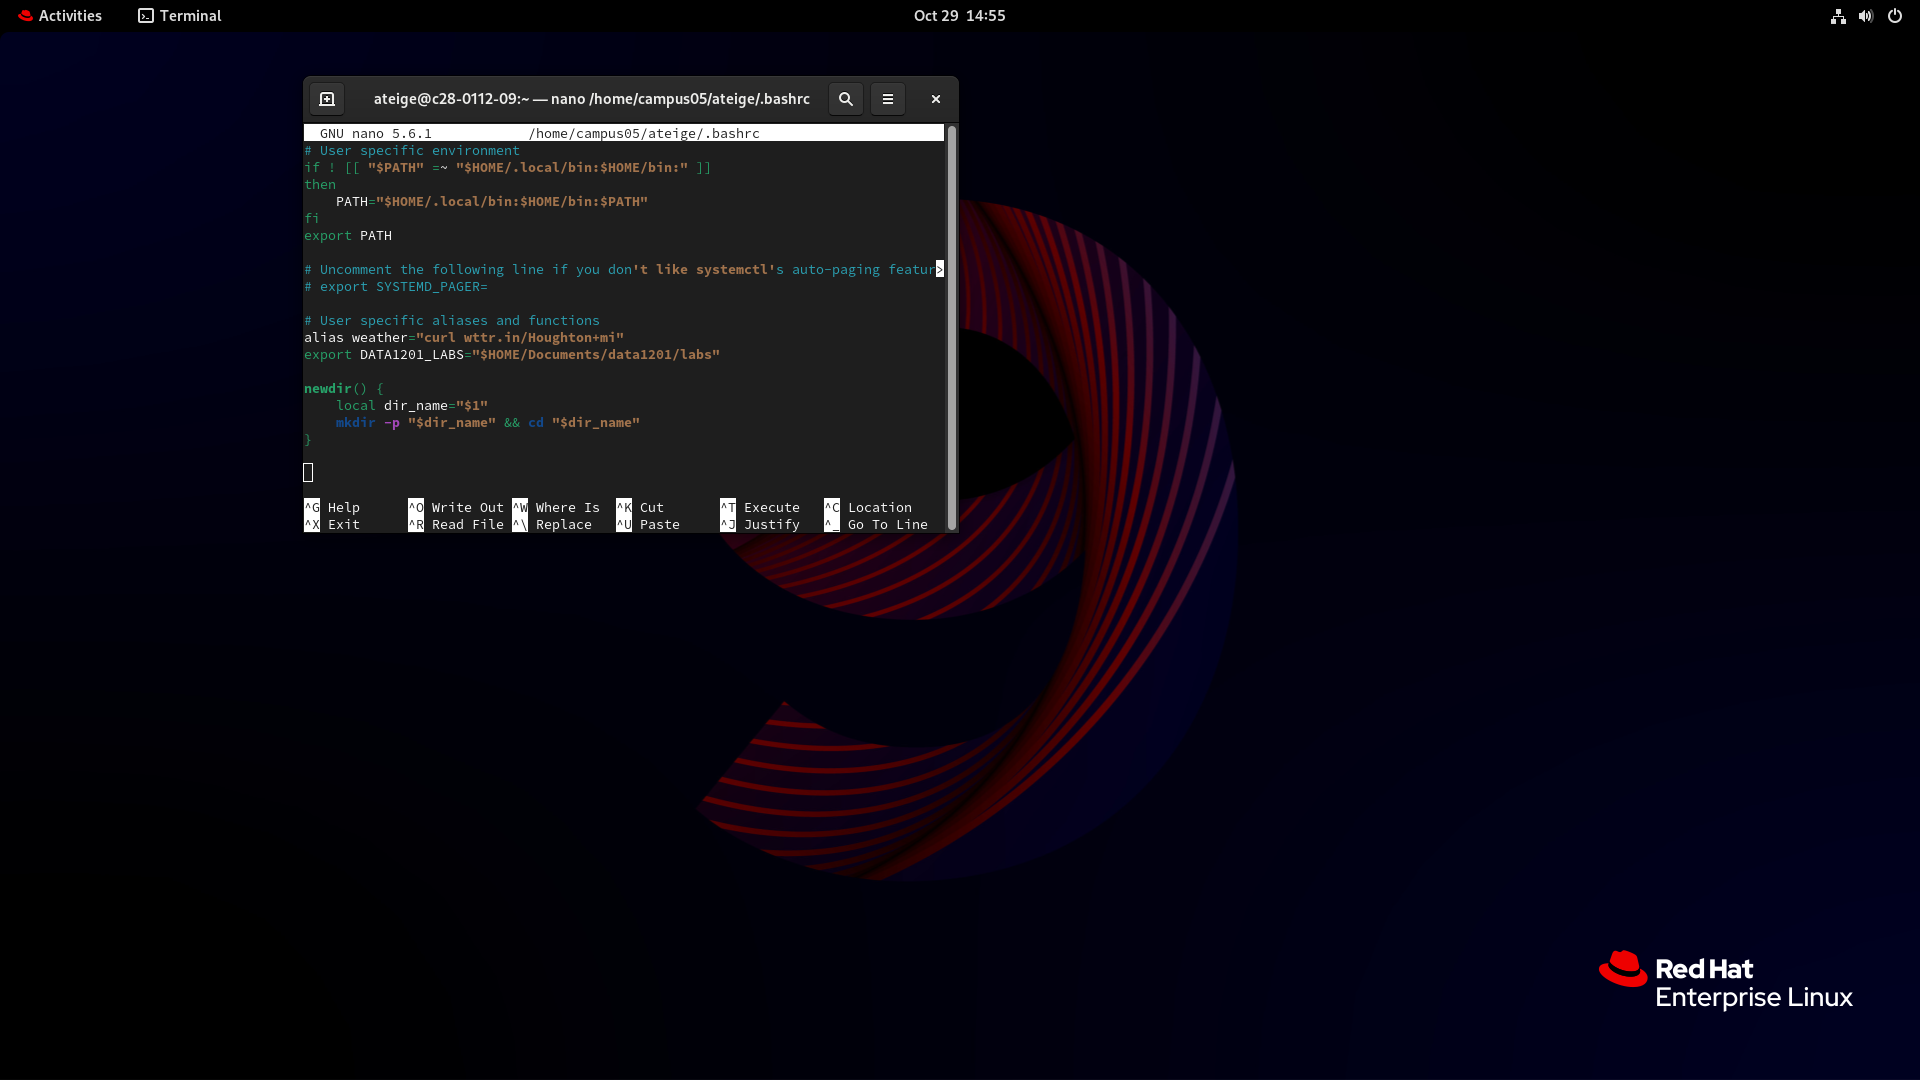 Activities Terminal Oct 29 14:55
ateige@c28-0112-09:~ — nano /home/campus05/ateige/.bashrc
GNU nano 5.6.1 /home/campus05/ateige/.bashrc
# User specific environment
if ! [[ "$PATH" =~ "$HOME/.local/bin:$HOME/bin:" ]]
then
    PATH="$HOME/.local/bin:$HOME/bin:$PATH"
fi
export PATH
# Uncomment the following line if you don't like systemctl's auto-paging featur>
# export SYSTEMD_PAGER=
# User specific aliases and functions
alias weather="curl wttr.in/Houghton+mi"
export DATA1201_LABS="$HOME/Documents/data1201/labs"
newdir() {
    local dir_name="$1"
    mkdir -p "$dir_name" && cd "$dir_name"
}
^G Help ^O Write Out ^W Where Is ^K Cut ^T Execute ^C Location
^X Exit ^R Read File ^\ Replace ^U Paste ^J Justify ^_ Go To Line
Red Hat
Enterprise Linux